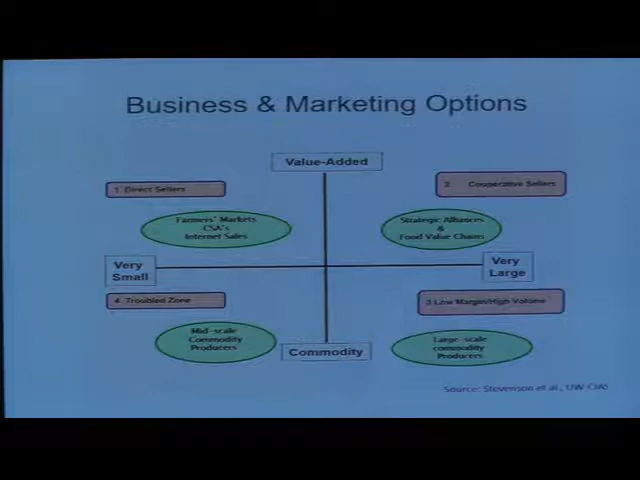 Business & Marketing Options
Value-Added
1 Direct Sellers
2 Cooperative Sellers
Farmers' Markets
CSA's
Internet Sales
Strategic Alliances
&
Food Value Chains
Very
Small
Very
Large
4 Troubled Zone
3 Low Margin/High Volume
Mid-scale
Commodity
Producers
Commodity
Large-scale
commodity
Producers
Source: Stevenson et al., UW CIAS